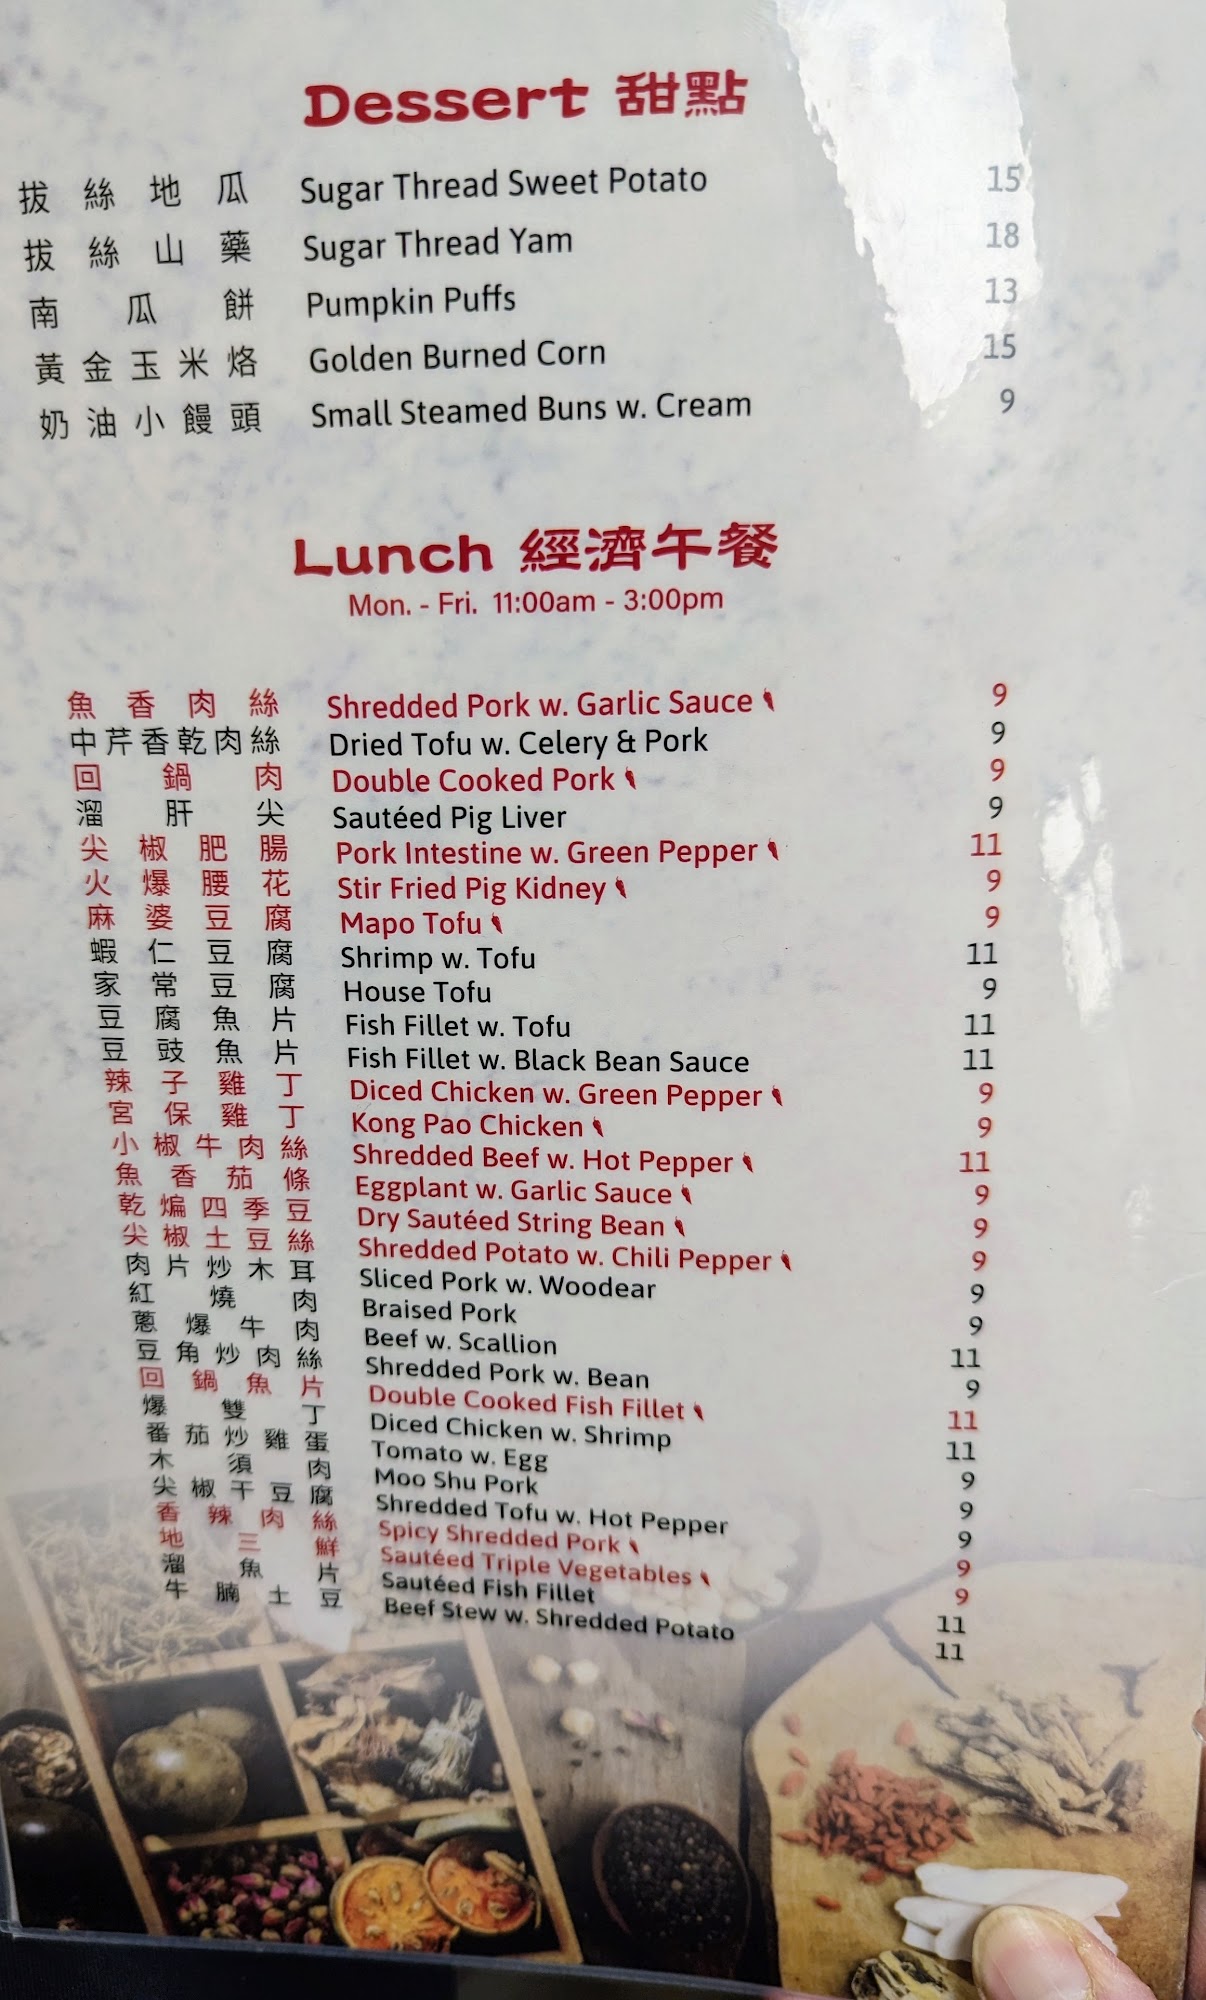 Dessert 甜點
拔絲地瓜 Sugar Thread Sweet Potato 15
拔絲山藥 Sugar Thread Yam 18
南瓜餅 Pumpkin Puffs 13
黃金玉米烙 Golden Burned Corn 15
奶油小饅頭 Small Steamed Buns w. Cream 9
Lunch 經濟午餐
Mon. - Fri. 11:00am - 3:00pm
魚香肉絲 Shredded Pork w. Garlic Sauce 9
中芹香乾肉絲 Dried Tofu w. Celery & Pork 9
回鍋肉 Double Cooked Pork 9
溜肝尖 Sautéed Pig Liver 9
尖椒肥腸 Pork Intestine w. Green Pepper 11
火爆腰花 Stir Fried Pig Kidney 9
麻婆豆腐 Mapo Tofu 9
蝦仁豆腐 Shrimp w. Tofu 11
家常豆腐 House Tofu 9
豆腐魚片 Fish Fillet w. Tofu 11
豆豉魚片 Fish Fillet w. Black Bean Sauce 11
辣子雞丁 Diced Chicken w. Green Pepper 9
宮保雞丁 Kong Pao Chicken 9
小椒牛肉絲 Shredded Beef w. Hot Pepper 11
魚香茄條 Eggplant w. Garlic Sauce 9
乾煸四季豆 Dry Sautéed String Bean 9
尖椒土豆絲 Shredded Potato w. Chili Pepper 9
肉片炒木耳 Sliced Pork w. Woodear 9
紅燒肉 Braised Pork 9
蔥爆牛肉 Beef w. Scallion 11
豆角炒肉絲 Shredded Pork w. Bean 9
回鍋魚片 Double Cooked Fish Fillet 11
爆雙丁 Diced Chicken w. Shrimp 11
番茄炒雞蛋 Tomato w. Egg 9
木須肉 Moo Shu Pork 9
尖椒干豆腐 Shredded Tofu w. Hot Pepper 9
香辣肉絲 Spicy Shredded Pork 9
地三鮮 Sautéed Triple Vegetables 9
溜魚片 Sautéed Fish Fillet 11
牛腩土豆 Beef Stew w. Shredded Potato 11